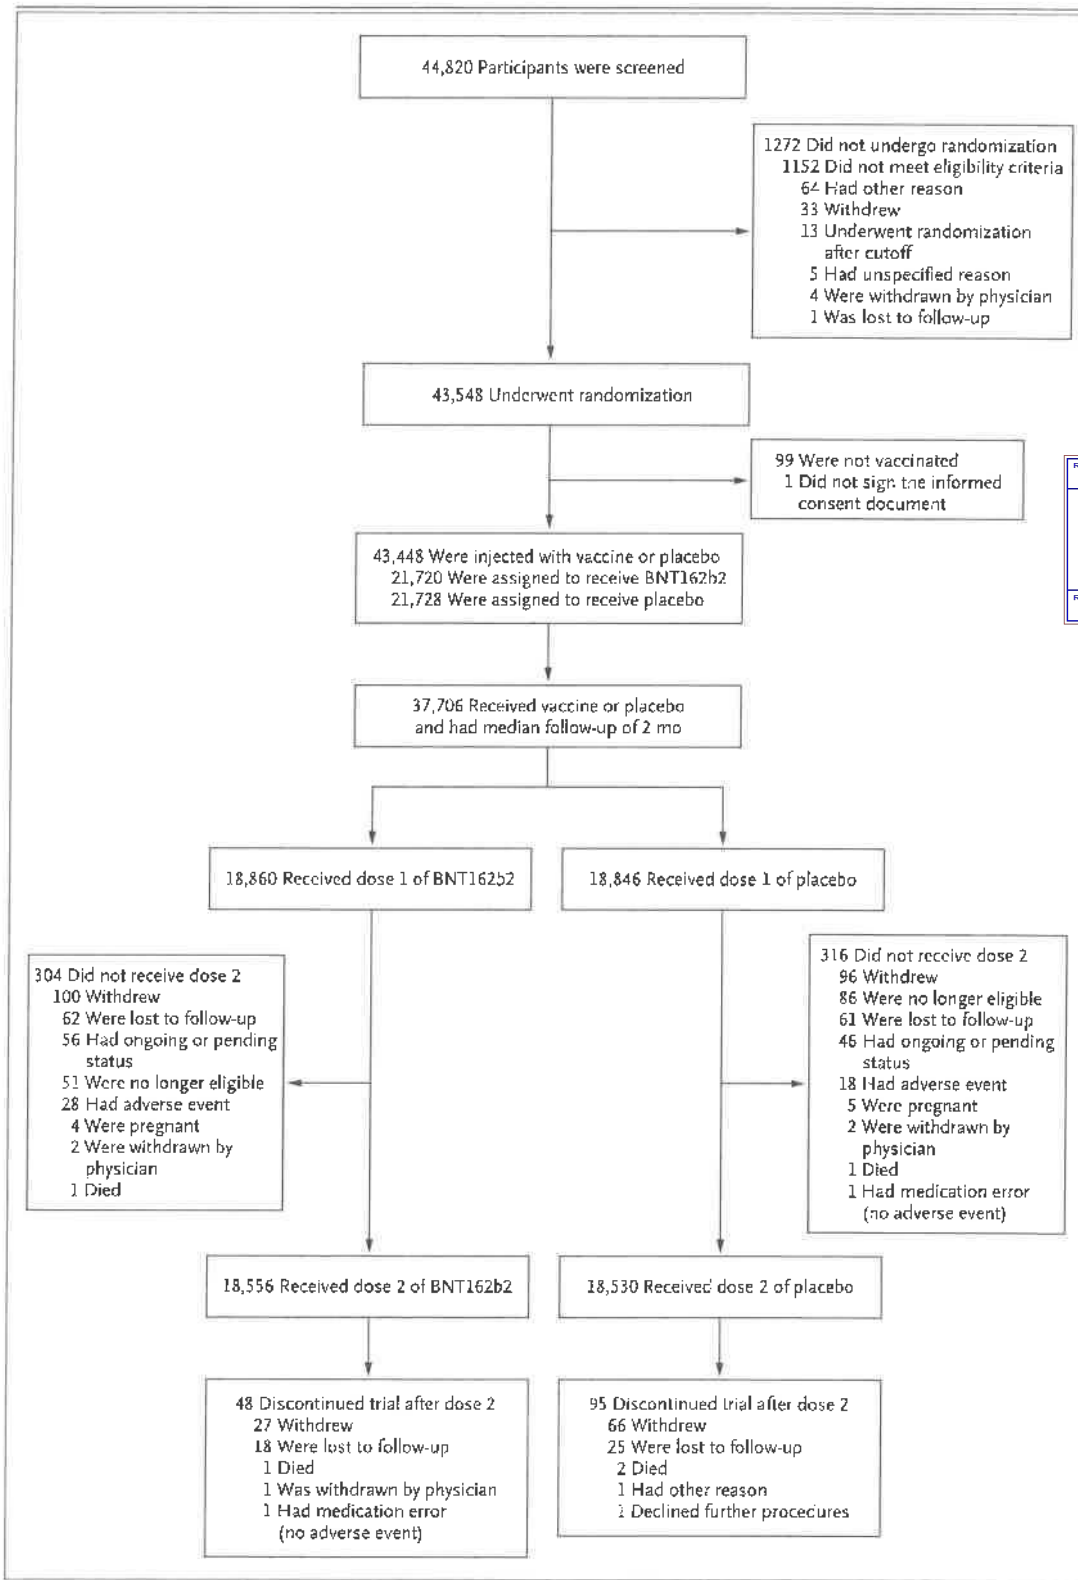 44,820 Participants were screened
1272 Did not undergo randomization
1152 Did not meet eligibility criteria
64 Had other reason
33 Withdrew
13 Underwent randomization
after cutoff
5 Had unspecified reason
4 Were withdrawn by physician
1 Was lost to follow-up
43,548 Underwent randomization
99 Were not vaccinated
1 Did not sign the informed
consent document
43,448 Were injected with vaccine or placebo
21,720 Were assigned to receive BNT162b2
21,728 Were assigned to receive placebo
37,706 Received vaccine or placebo
and had median follow-up of 2 mo
18,860 Received dose 1 of BNT162b2
18,846 Received dose 1 of placebo
304 Did not receive dose 2
100 Withdrew
62 Were lost to follow-up
56 Had ongoing or pending
status
51 Were no longer eligible
28 Had adverse event
4 Were pregnant
2 Were withdrawn by
physician
1 Died
316 Did not receive dose 2
96 Withdrew
86 Were no longer eligible
61 Were lost to follow-up
46 Had ongoing or pending
status
18 Had adverse event
5 Were pregnant
2 Were withdrawn by
physician
1 Died
1 Had medication error
(no adverse event)
18,556 Received dose 2 of BNT162b2
18,530 Received dose 2 of placebo
48 Discontinued trial after dose 2
27 Withdrew
18 Were lost to follow-up
1 Died
1 Was withdrawn by physician
1 Had medication error
(no adverse event)
95 Discontinued trial after dose 2
66 Withdrew
25 Were lost to follow-up
2 Died
1 Had other reason
1 Declined further procedures